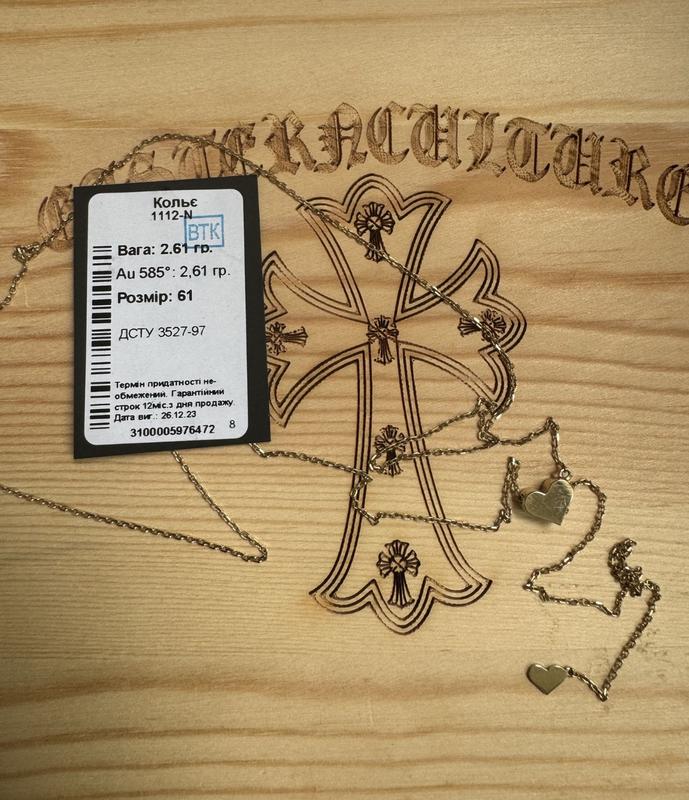 TERNCULTURE
Кольє
1112-N
ВТК
Вага: 2.61 гр.
Au 585°: 2,61 гр.
Розмір: 61
ДСТУ 3527-97
Термін придатності не-
обмежений. Гарантійний
строк 12міс.з дня продажу.
Дата виг.: 26.12.23
8
3100005976472